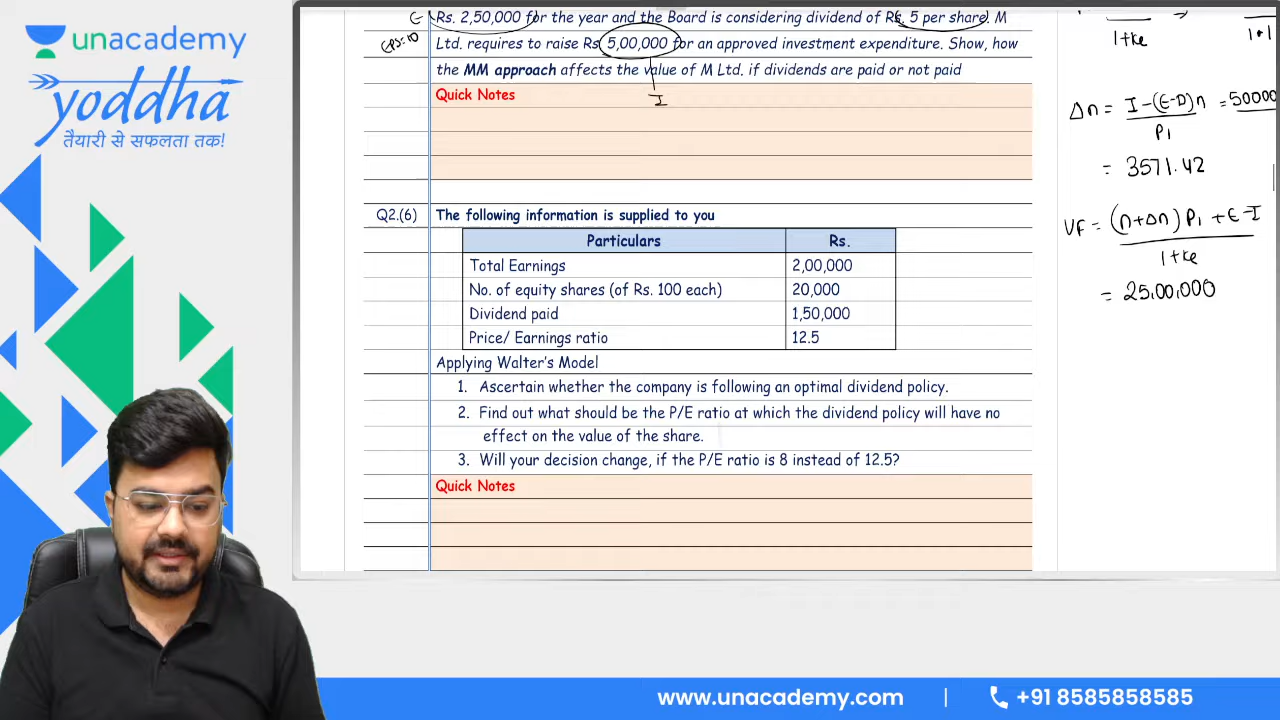 unacademy
yoddha
तैयारी से सफलता तक!
E
Rs. 2,50,000 for the year and the Board is considering dividend of Rs. 5 per share. M
EPS=10
Ltd. requires to raise Rs. 5,00,000 for an approved investment expenditure. Show, how
the MM approach affects the value of M Ltd. if dividends are paid or not paid
Quick Notes
I
Q2.(6) The following information is supplied to you
Particulars Rs.
Total Earnings 2,00,000
No. of equity shares (of Rs. 100 each) 20,000
Dividend paid 1,50,000
Price/ Earnings ratio 12.5
Applying Walter's Model
1. Ascertain whether the company is following an optimal dividend policy.
2. Find out what should be the P/E ratio at which the dividend policy will have no
effect on the value of the share.
3. Will your decision change, if the P/E ratio is 8 instead of 12.5?
Quick Notes
1+ke
Δn = I-(E-D)n = 50000
P1
= 3571.42
VF = (n+Δn) P1 + E-I
1+ke
= 25,00,000
www.unacademy.com | +91 8585858585